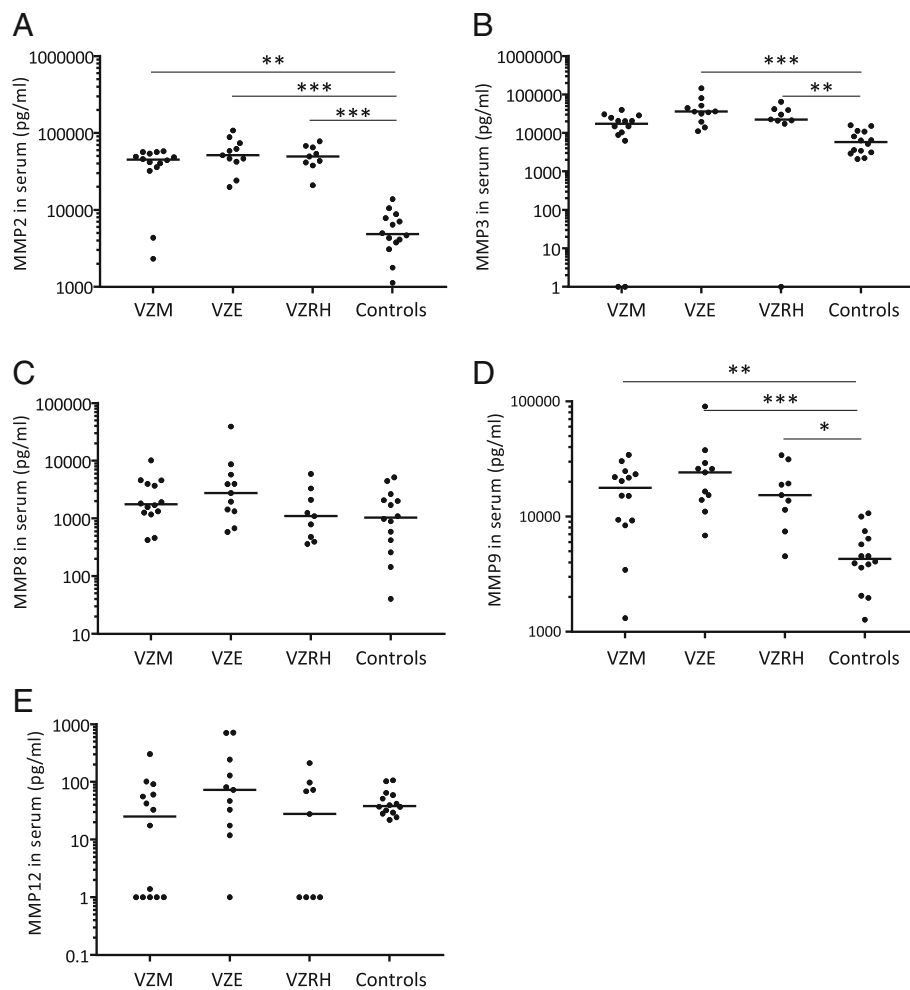 A
MMP2 in serum (pg/ml)
1000000
100000
10000
1000
**
***
***
VZM VZE VZRH Controls
B
MMP3 in serum (pg/ml)
1000000
100000
10000
1000
100
10
1
***
**
VZM VZE VZRH Controls
C
MMP8 in serum (pg/ml)
100000
10000
1000
100
10
VZM VZE VZRH Controls
D
MMP9 in serum (pg/ml)
100000
10000
1000
**
***
*
VZM VZE VZRH Controls
E
MMP12 in serum (pg/ml)
1000
100
10
1
0.1
VZM VZE VZRH Controls